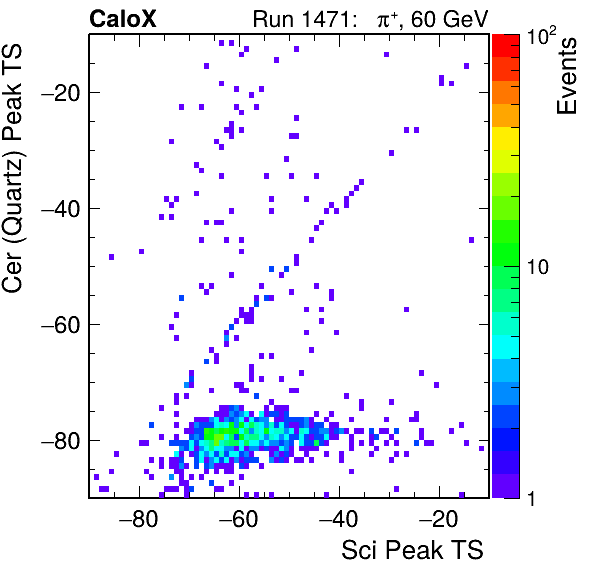 CaloX Run 1471: π+, 60 GeV
Cer (Quartz) Peak TS
−20
−40
−60
−80
−80 −60 −40 −20
Sci Peak TS
10²
10
1
Events